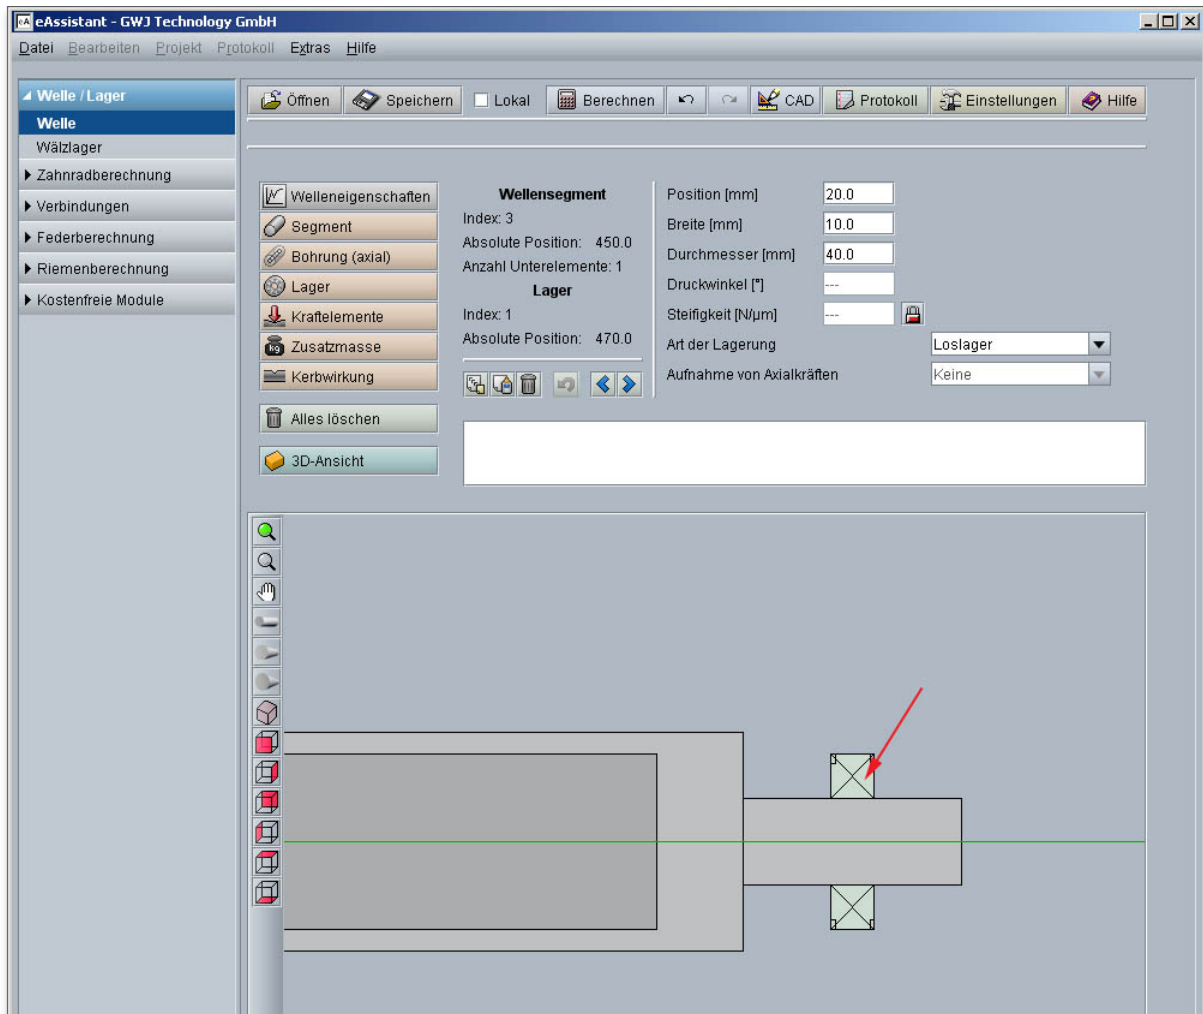 eAssistant - GWJ Technology GmbH
Datei Bearbeiten Projekt Protokoll Extras Hilfe
Welle / Lager
Welle
Wälzlager
Zahnradberechnung
Verbindungen
Federberechnung
Riemenberechnung
Kostenfreie Module
Öffnen Speichern Lokal Berechnen CAD Protokoll Einstellungen Hilfe
Welleneigenschaften
Segment
Bohrung (axial)
Lager
Kraftelemente
kg Zusatzmasse
Kerbwirkung
Alles löschen
3D-Ansicht
Wellensegment
Index: 3
Absolute Position: 450.0
Anzahl Unterelemente: 1
Lager
Index: 1
Absolute Position: 470.0
Position [mm] 20.0
Breite [mm] 10.0
Durchmesser [mm] 40.0
Druckwinkel [°] ---
Steifigkeit [N/µm] ---
Art der Lagerung Loslager
Aufnahme von Axialkräften Keine